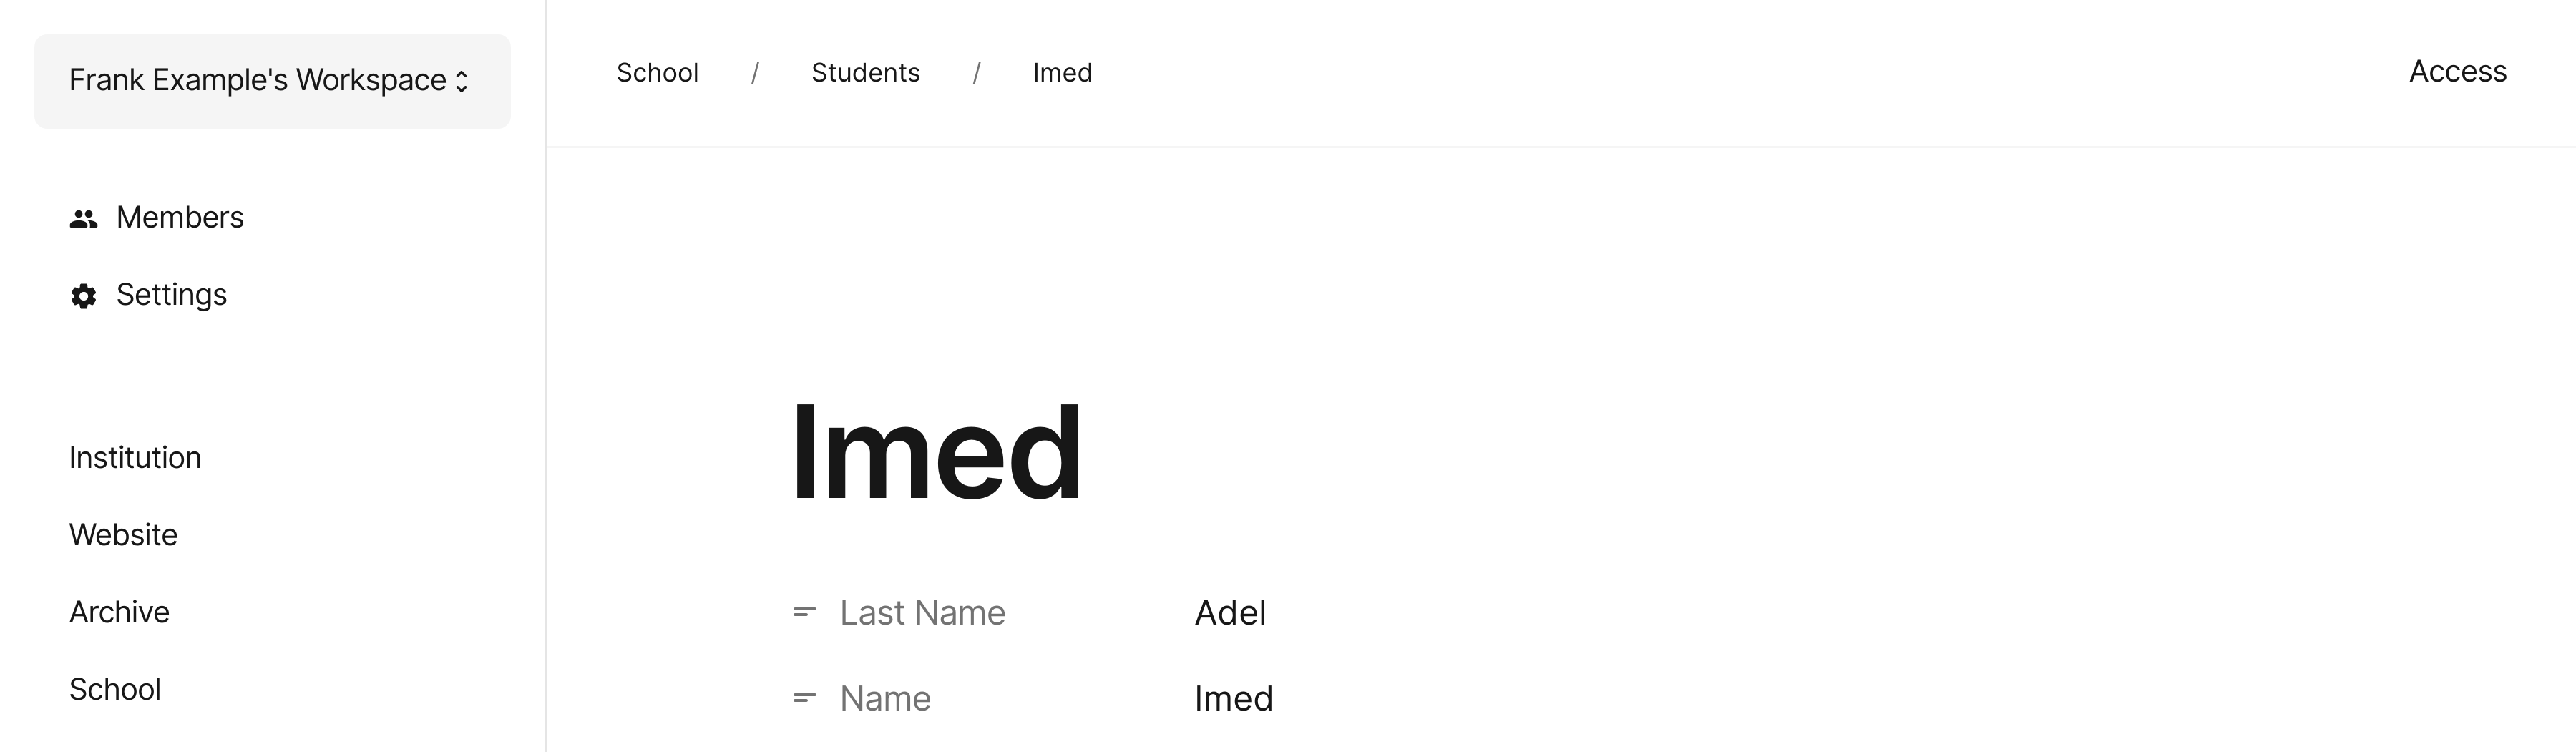 Frank Example's Workspace
Members
Settings
Institution
Website
Archive
School
School / Students / Imed
Access
Imed
Last Name Adel
Name Imed